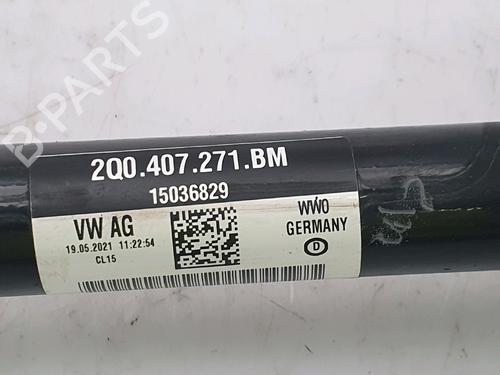 B-PARTS
2Q0.407.271.BM
15036829
VW AG
19.05.2021 11:22:54
CL15
WWO
GERMANY
D